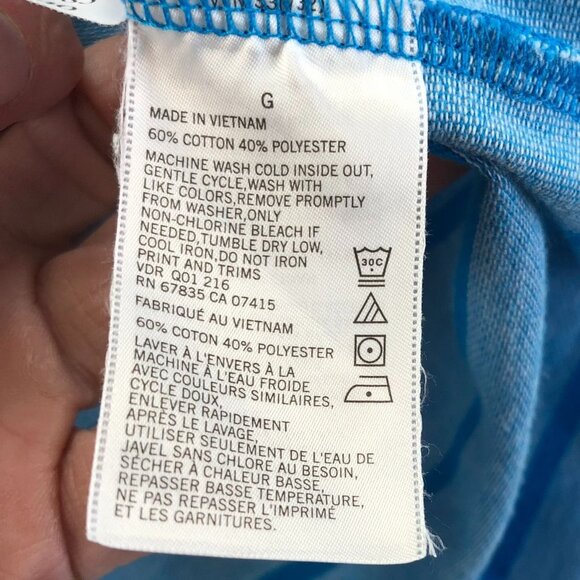 G
MADE IN VIETNAM
60% COTTON 40% POLYESTER
MACHINE WASH COLD INSIDE OUT,
GENTLE CYCLE,WASH WITH
LIKE COLORS,REMOVE PROMPTLY
FROM WASHER,ONLY
NON-CHLORINE BLEACH IF
NEEDED,TUMBLE DRY LOW,
COOL IRON,DO NOT IRON
PRINT AND TRIMS
VDR Q01 216
RN 67835 CA 07415
30C
FABRIQUÉ AU VIETNAM
60% COTON 40% POLYESTER
LAVER À L'ENVERS À LA
MACHINE À L'EAU FROIDE
AVEC COULEURS SIMILAIRES,
CYCLE DOUX,
ENLEVER RAPIDEMENT
APRÈS LE LAVAGE,
UTILISER SEULEMENT DE L'EAU DE
JAVEL SANS CHLORE AU BESOIN,
SÉCHER À CHALEUR BASSE,
REPASSER BASSE TEMPÉRATURE,
NE PAS REPASSER L'IMPRIMÉ
ET LES GARNITURES.